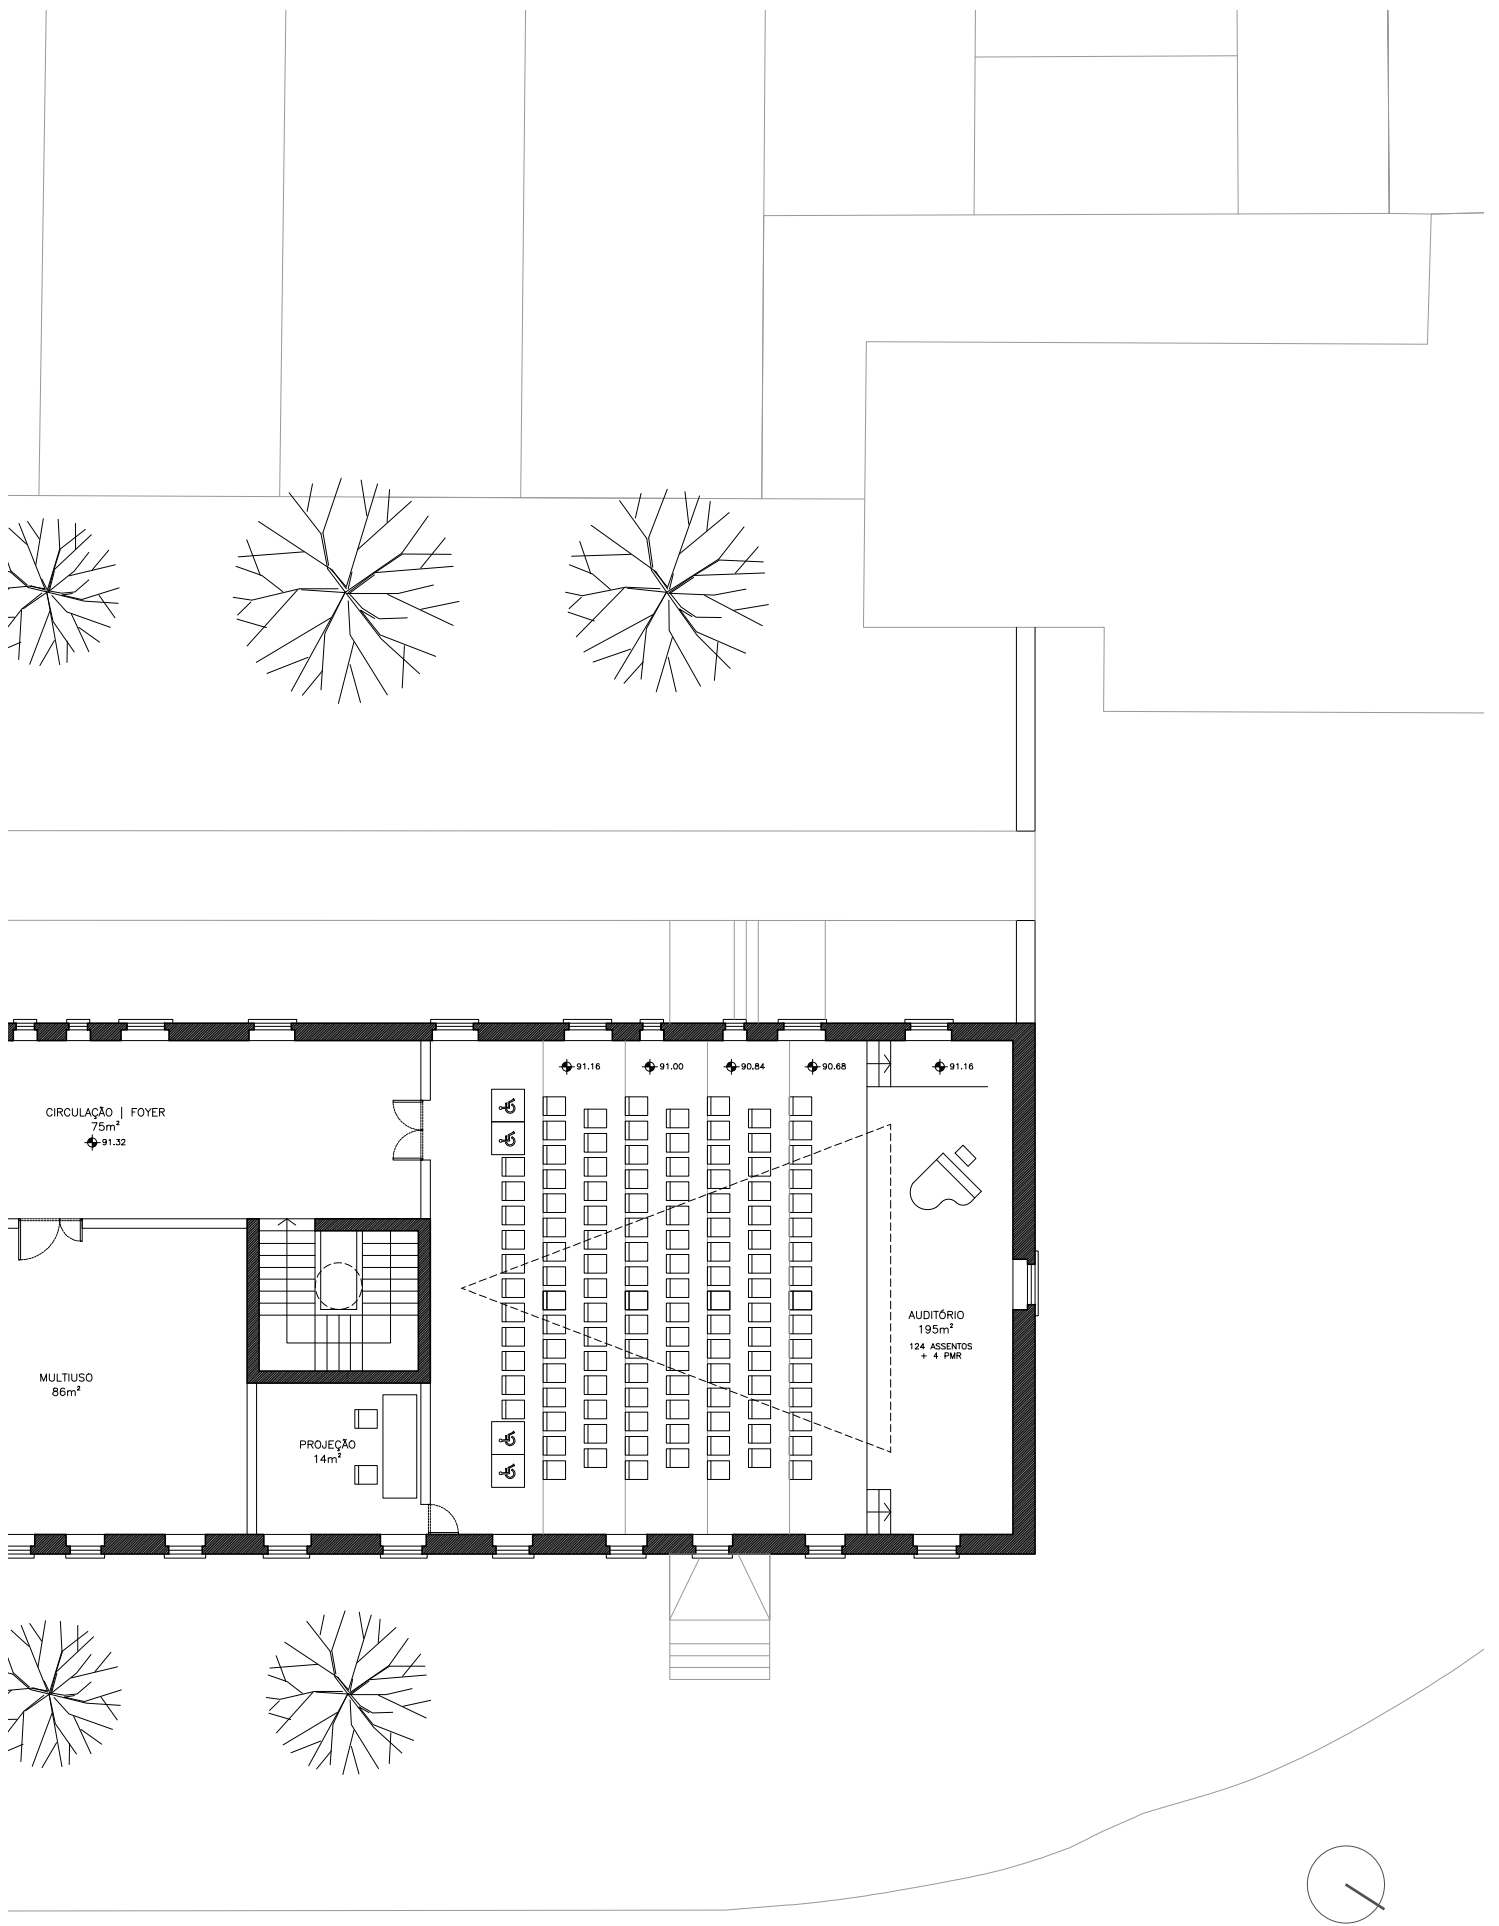 91.16
91.00
90.84
90.68
91.16
CIRCULAÇÃO | FOYER
75m²
91.32
AUDITÓRIO
195m²
124 ASSENTOS
+ 4 PMR
MULTIUSO
86m²
PROJEÇÃO
14m²